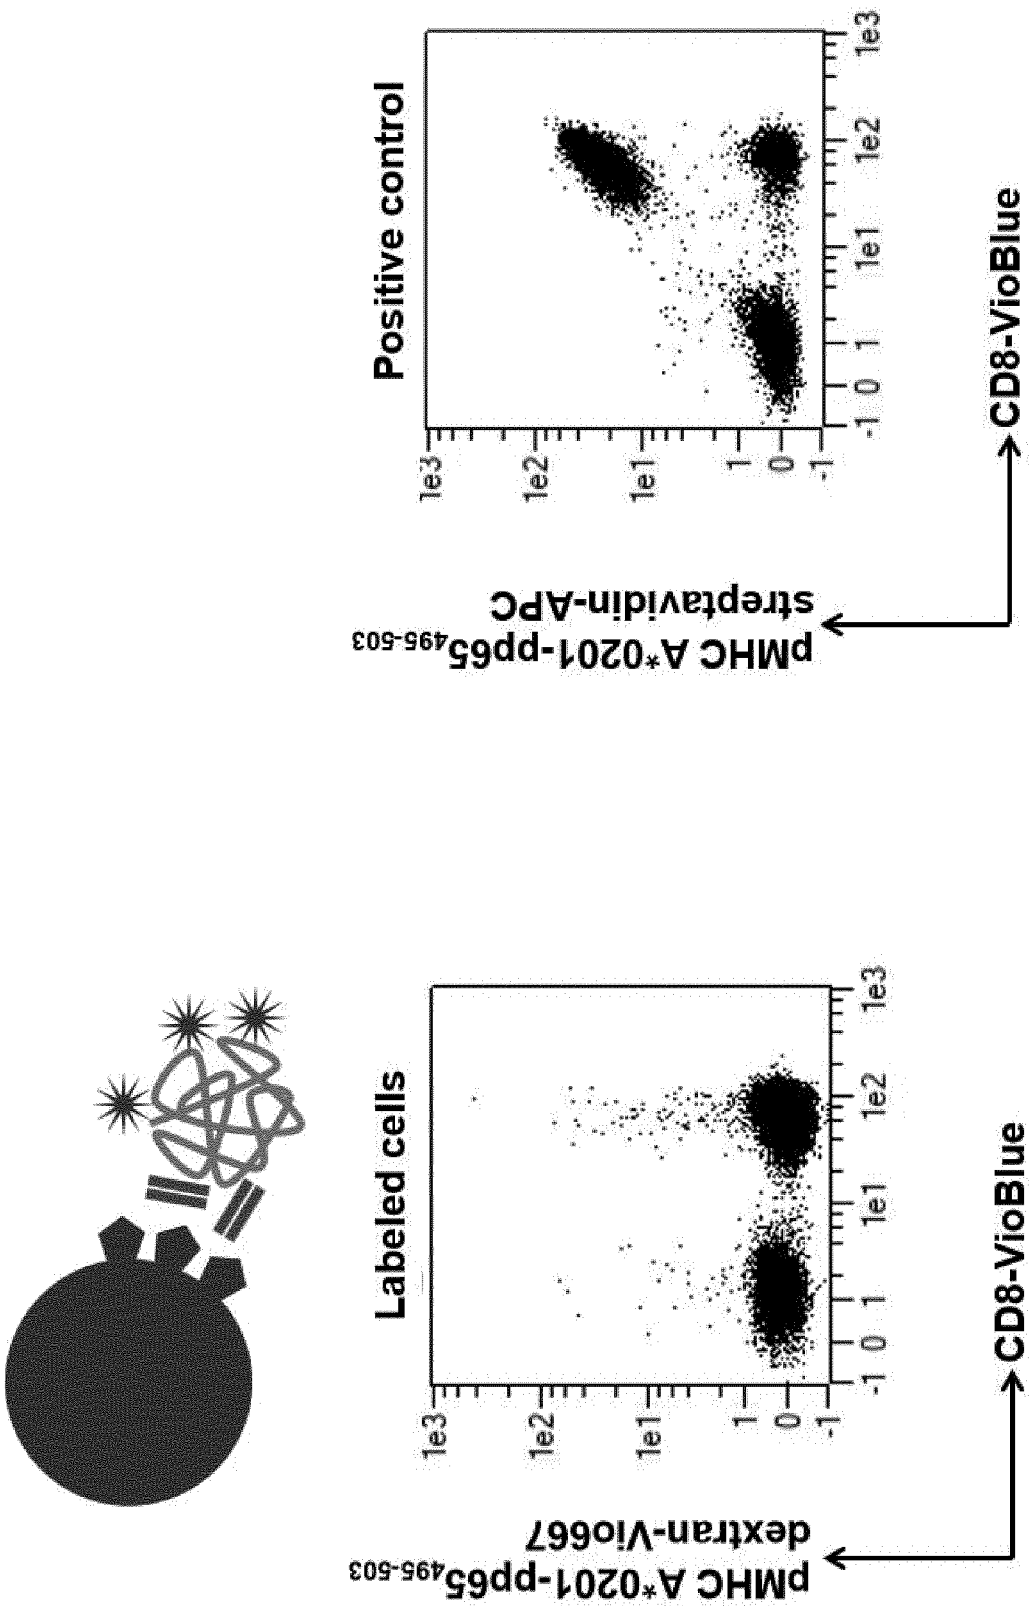 Labeled cells
pMHC A*0201-pp65₄₉₅₋₅₀₃
dextran-Vio667
1e3
1e2
1e1
1
0
-1
-1 0 1 1e1 1e2 1e3
CD8-VioBlue
Positive control
pMHC A*0201-pp65₄₉₅₋₅₀₃
streptavidin-APC
1e3
1e2
1e1
1
0
-1
-1 0 1 1e1 1e2 1e3
CD8-VioBlue